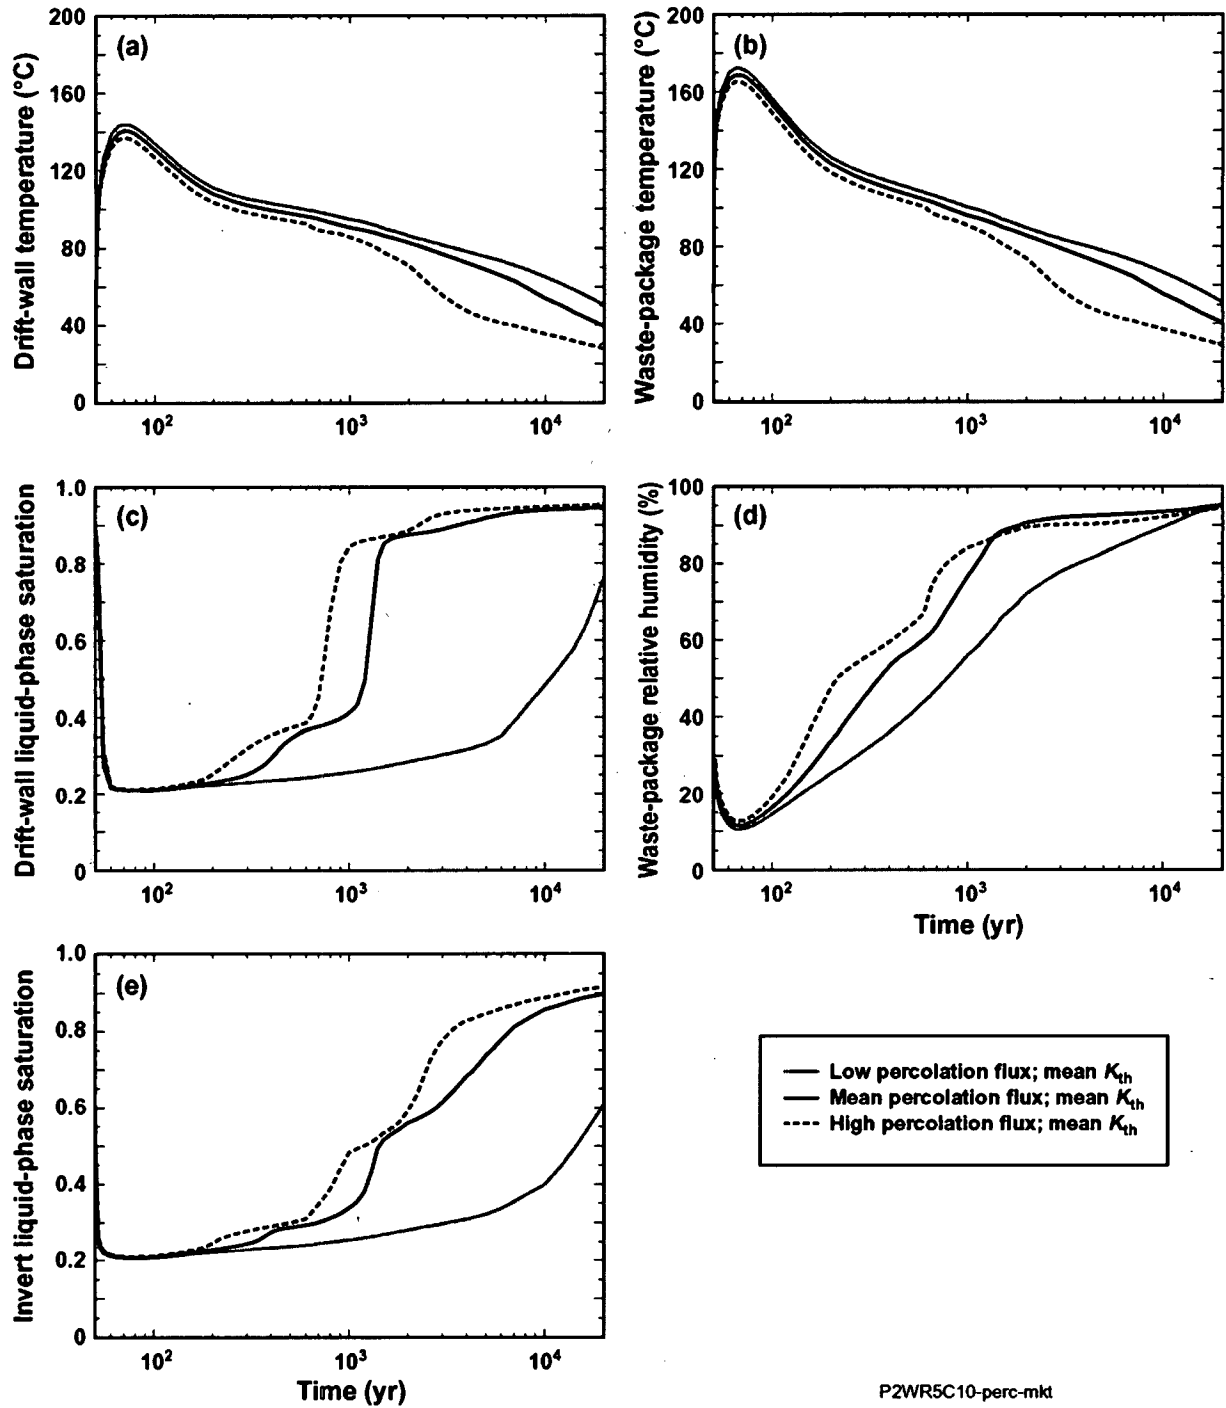 (a)
Drift-wall temperature (°C)
200
160
120
80
40
0
10²
10³
10⁴
(b)
Waste-package temperature (°C)
200
160
120
80
40
0
10²
10³
10⁴
(c)
Drift-wall liquid-phase saturation
1.0
0.8
0.6
0.4
0.2
0
10²
10³
10⁴
(d)
Waste-package relative humidity (%)
100
80
60
40
20
0
10²
10³
10⁴
Time (yr)
(e)
Invert liquid-phase saturation
1.0
0.8
0.6
0.4
0.2
0
10²
10³
10⁴
Time (yr)
Low percolation flux; mean Kth
Mean percolation flux; mean Kth
High percolation flux; mean Kth
P2WR5C10-perc-mkt